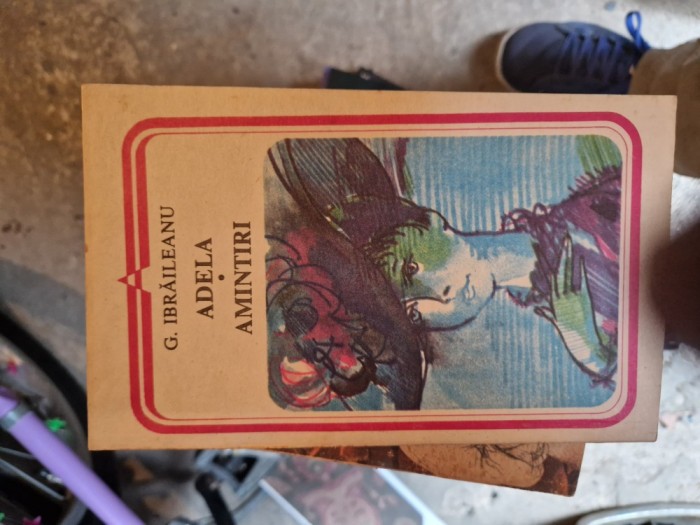 G. IBRĂILEANU
ADELA
•
AMINTIRI